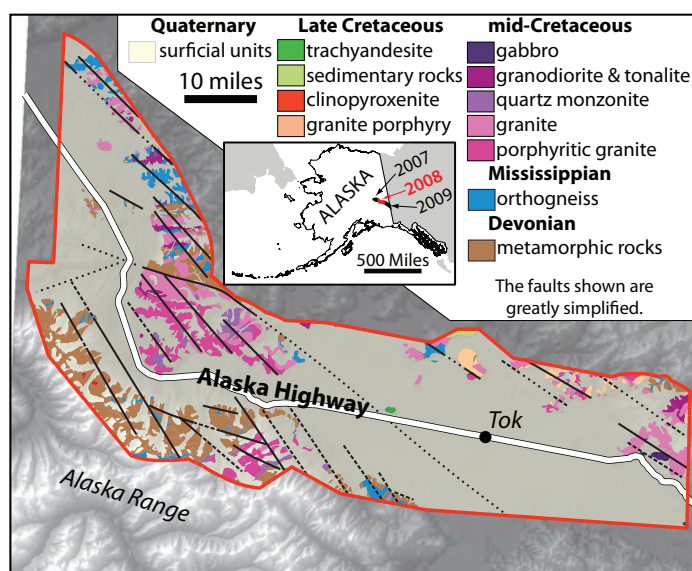 Quaternary
surficial units
10 miles
Late Cretaceous
trachyandesite
sedimentary rocks
clinopyroxenite
granite porphyry
mid-Cretaceous
gabbro
granodiorite & tonalite
quartz monzonite
granite
porphyritic granite
Mississippian
orthogneiss
Devonian
metamorphic rocks
The faults shown are
greatly simplified.
ALASKA
2007
2008
2009
500 Miles
Alaska Highway
Tok
Alaska Range